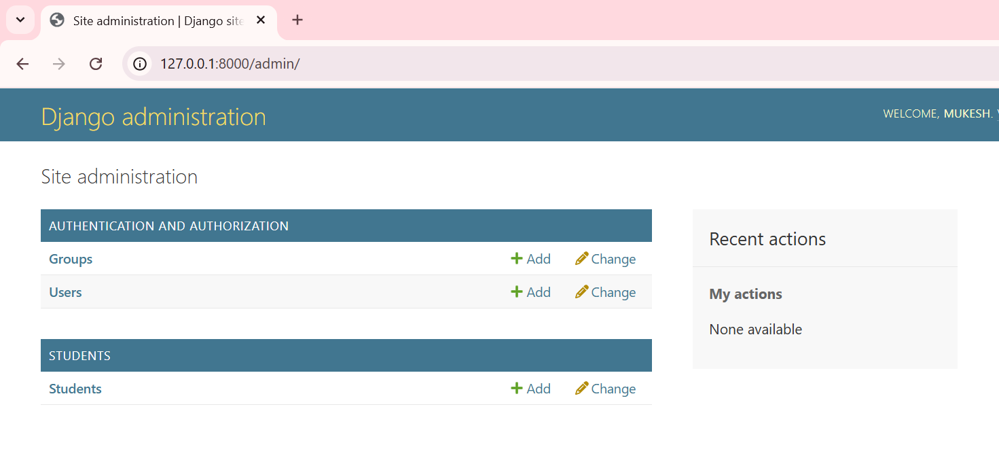 Site administration | Django site
127.0.0.1:8000/admin/
Django administration
WELCOME, MUKESH.
Site administration
AUTHENTICATION AND AUTHORIZATION
Groups Add Change
Users Add Change
STUDENTS
Students Add Change
Recent actions
My actions
None available